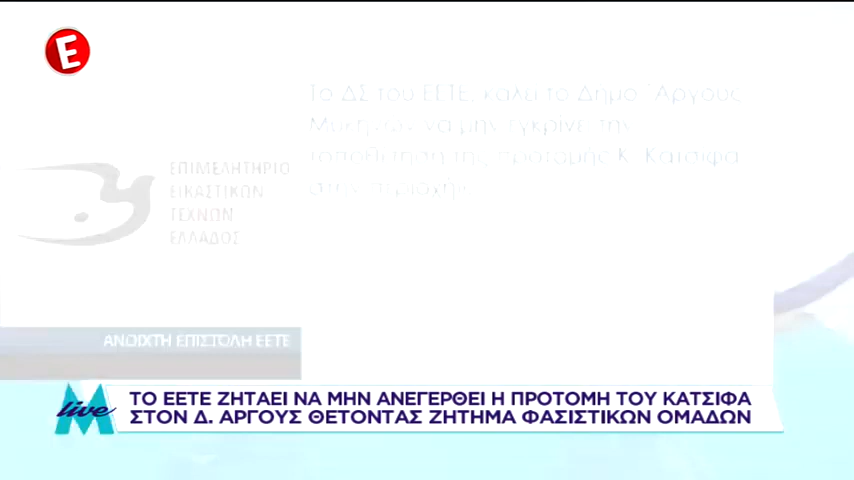 E
Το ΔΣ του ΕΕΤΕ, καλεί το Δήμο Άργους
να μην εγκρίνει την
τοποθέτηση της προτομής Κ. Κατσίφα
στην περιοχή
ΕΠΙΜΕΛΗΤΗΡΙΟ
ΕΙΚΑΣΤΙΚΩΝ
ΤΕΧΝΩΝ
ΕΛΛΑΔΟΣ
ΑΝΟΙΧΤΗ ΕΠΙΣΤΟΛΗ ΕΕΤΕ
M live
ΤΟ ΕΕΤΕ ΖΗΤΑΕΙ ΝΑ ΜΗΝ ΑΝΕΓΕΡΘΕΙ Η ΠΡΟΤΟΜΗ ΤΟΥ ΚΑΤΣΙΦΑ
ΣΤΟΝ Δ. ΑΡΓΟΥΣ ΘΕΤΟΝΤΑΣ ΖΗΤΗΜΑ ΦΑΣΙΣΤΙΚΩΝ ΟΜΑΔΩΝ